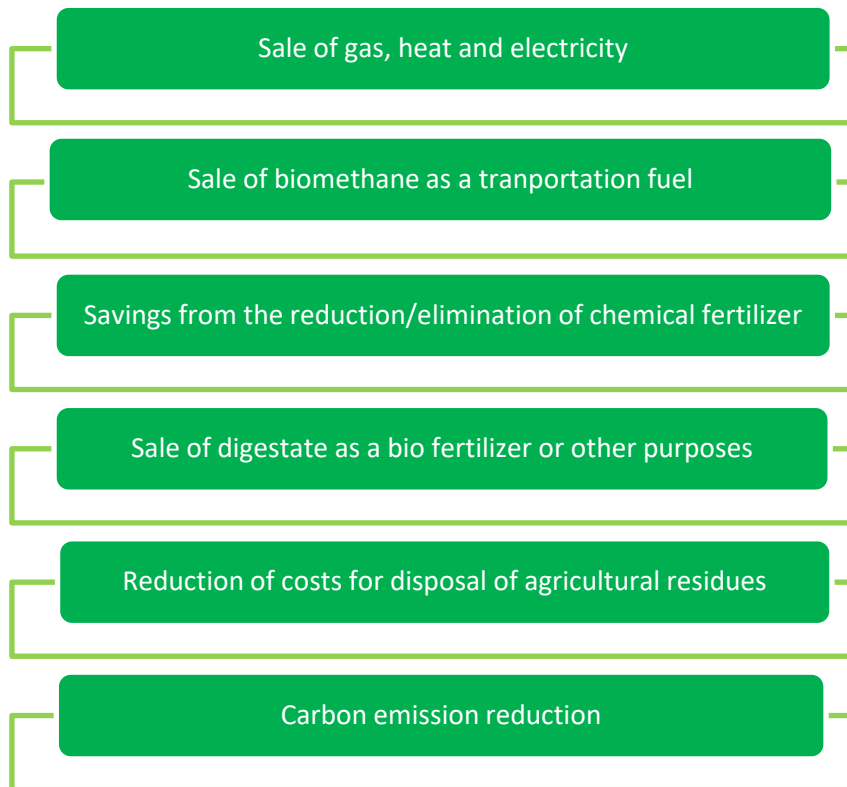 Sale of gas, heat and electricity
Sale of biomethane as a tranportation fuel
Savings from the reduction/elimination of chemical fertilizer
Sale of digestate as a bio fertilizer or other purposes
Reduction of costs for disposal of agricultural residues
Carbon emission reduction